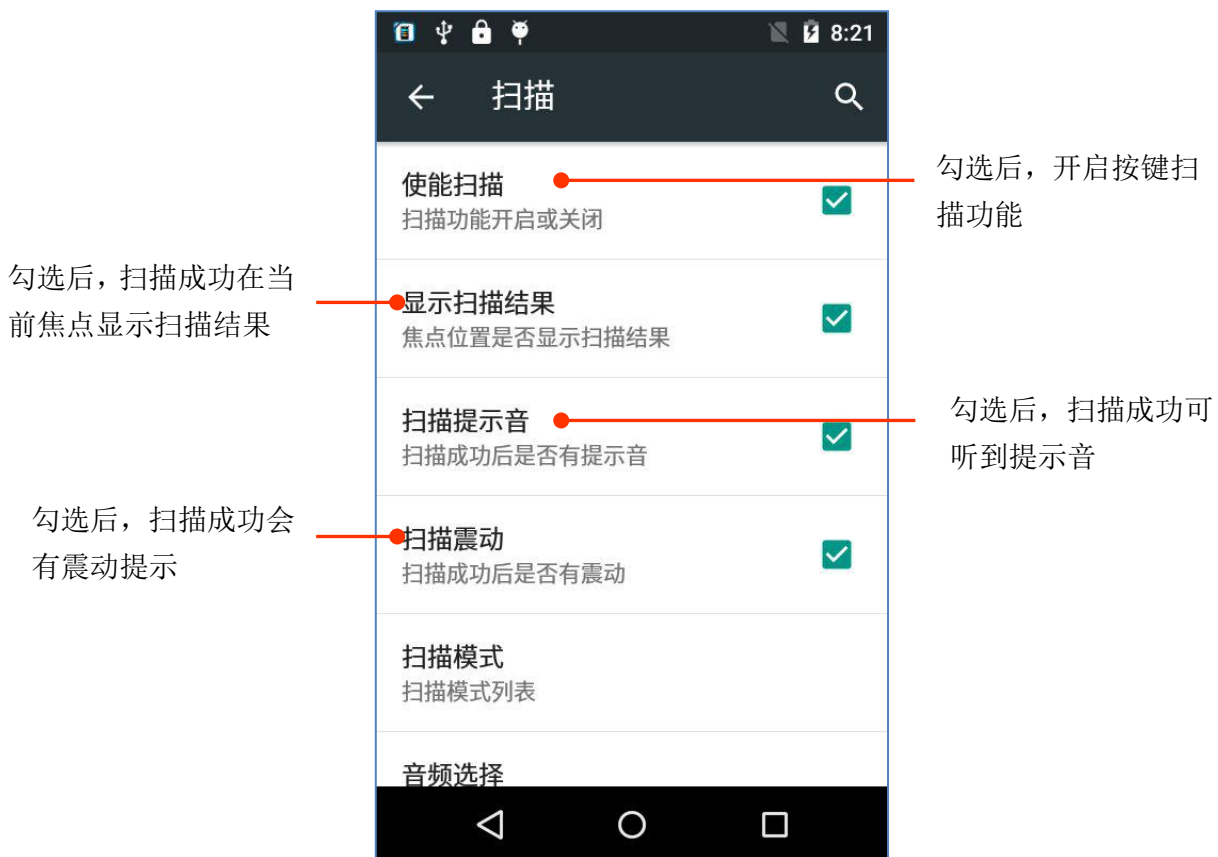 8:21
扫描
使能扫描
扫描功能开启或关闭
勾选后，开启按键扫
描功能
勾选后，扫描成功在当
前焦点显示扫描结果
显示扫描结果
焦点位置是否显示扫描结果
扫描提示音
扫描成功后是否有提示音
勾选后，扫描成功可
听到提示音
勾选后，扫描成功会
有震动提示
扫描震动
扫描成功后是否有震动
扫描模式
扫描模式列表
音频选择